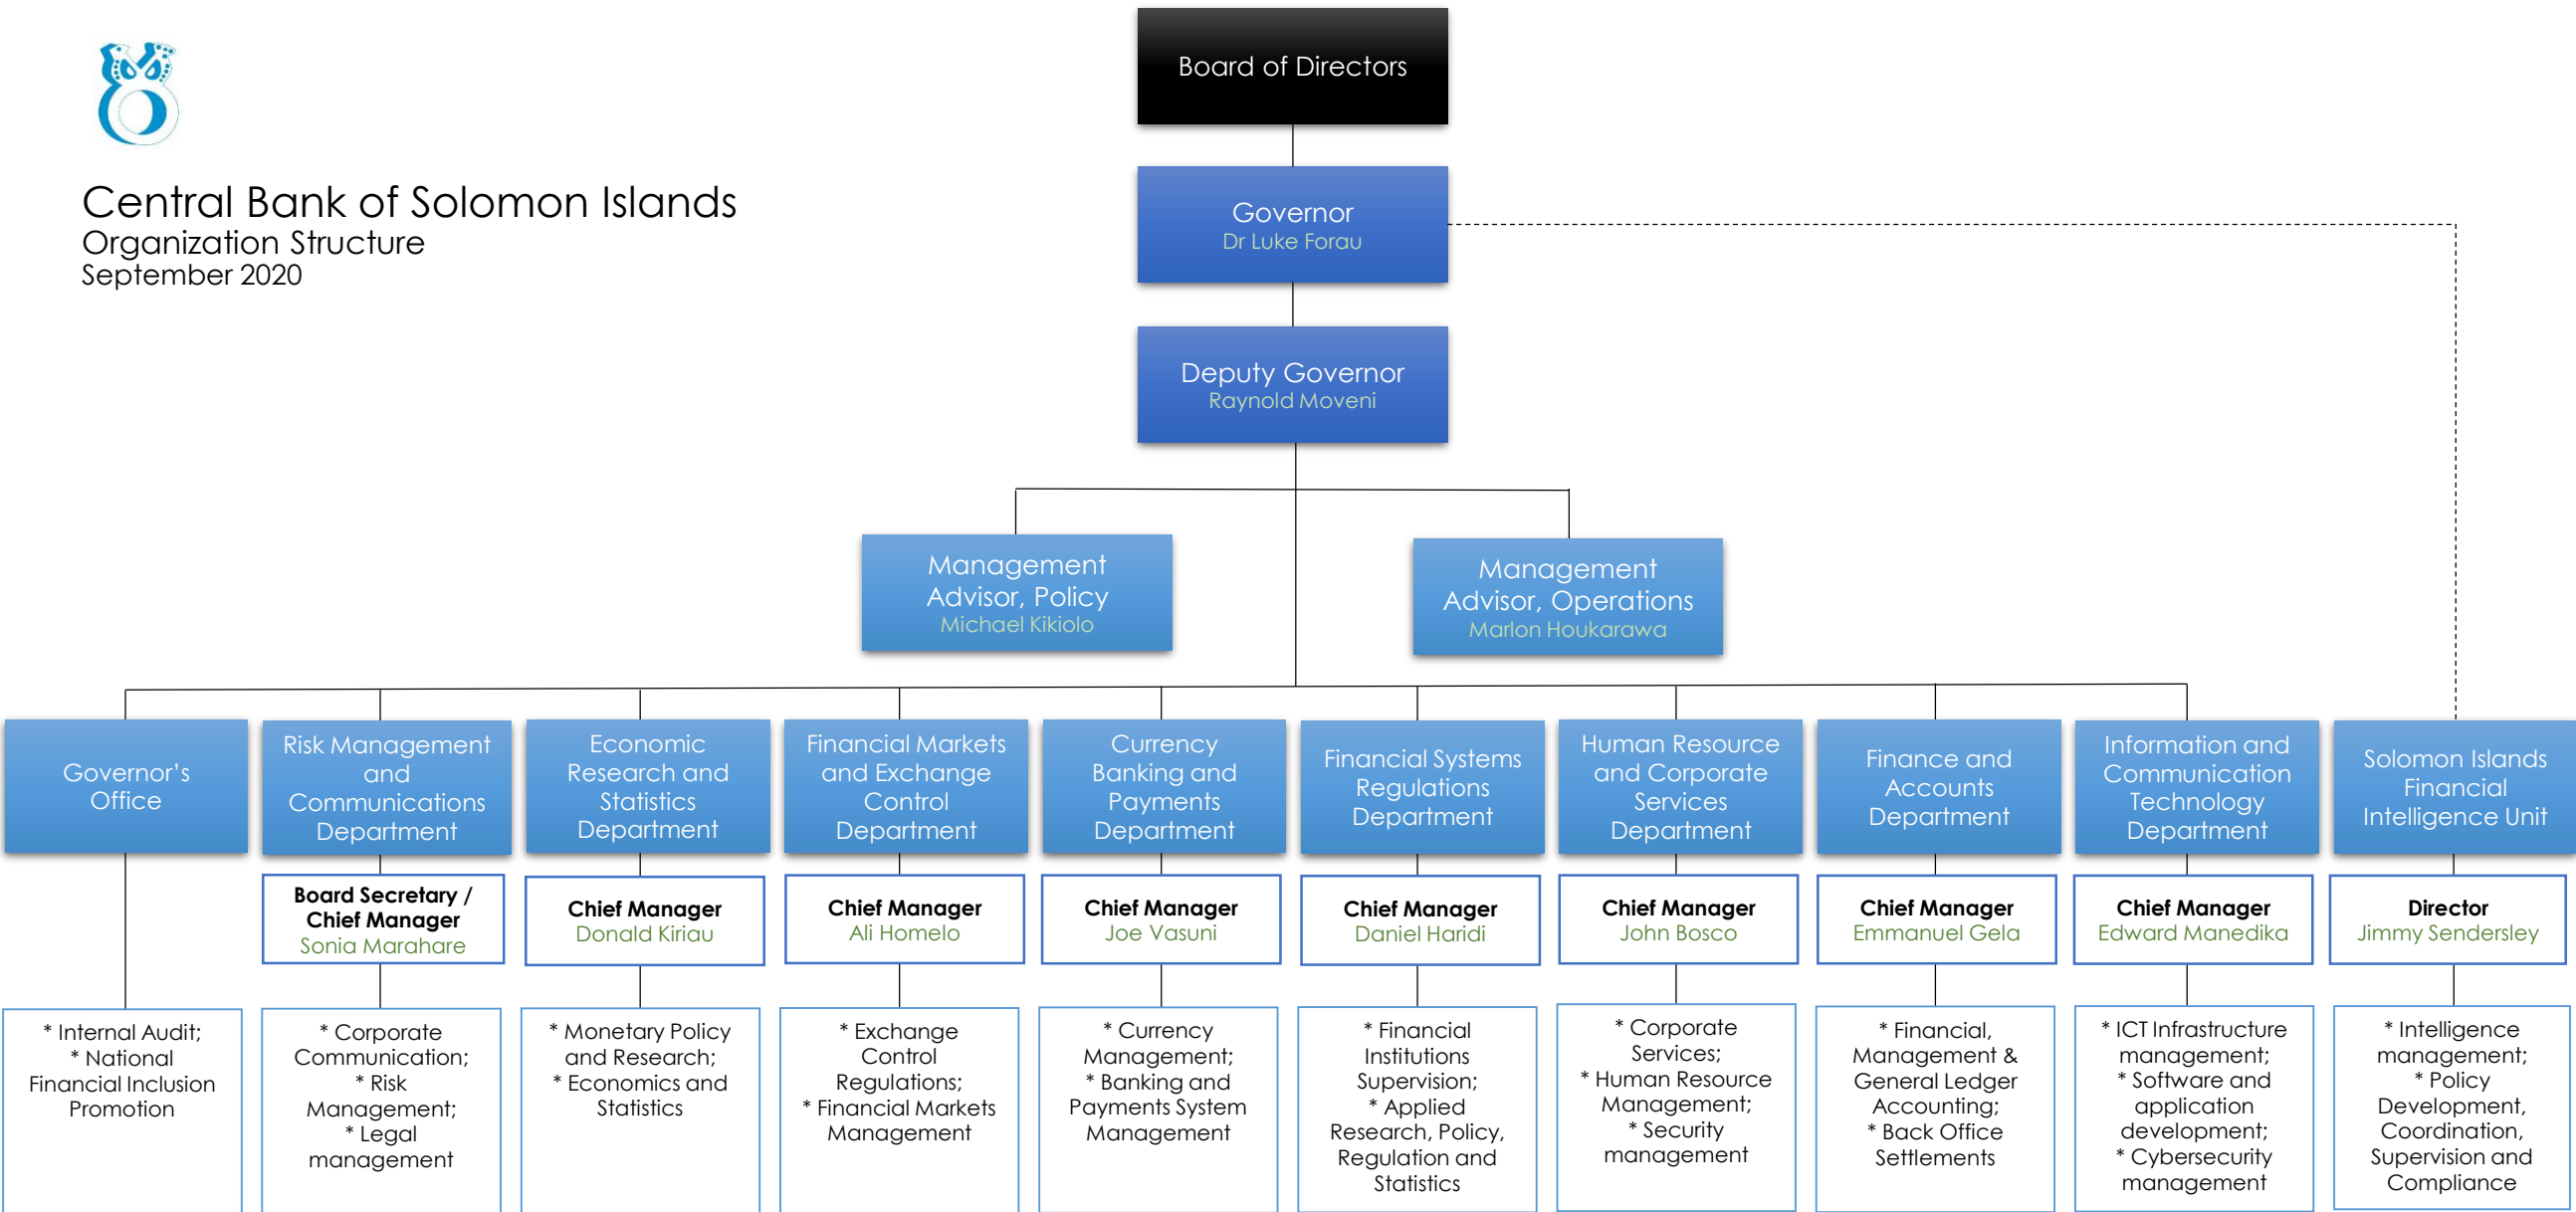 Board of Directors
Central Bank of Solomon Islands
Organization Structure
September 2020
Governor
Dr Luke Forau
Deputy Governor
Raynold Moveni
Management
Advisor, Policy
Michael Kikiolo
Management
Advisor, Operations
Marlon Houkarawa
Governor’s
Office
* Internal Audit;
* National
Financial Inclusion
Promotion
Risk Management
and
Communications
Department
Board Secretary /
Chief Manager
Sonia Marahare
* Corporate
Communication;
* Risk
Management;
* Legal
management
Economic
Research and
Statistics
Department
Chief Manager
Donald Kiriau
* Monetary Policy
and Research;
* Economics and
Statistics
Financial Markets
and Exchange
Control
Department
Chief Manager
Ali Homelo
* Exchange
Control
Regulations;
* Financial Markets
Management
Currency
Banking and
Payments
Department
Chief Manager
Joe Vasuni
* Currency
Management;
* Banking and
Payments System
Management
Financial Systems
Regulations
Department
Chief Manager
Daniel Haridi
* Financial
Institutions
Supervision;
* Applied
Research, Policy,
Regulation and
Statistics
Human Resource
and Corporate
Services
Department
Chief Manager
John Bosco
* Corporate
Services;
* Human Resource
Management;
* Security
management
Finance and
Accounts
Department
Chief Manager
Emmanuel Gela
* Financial,
Management &
General Ledger
Accounting;
* Back Office
Settlements
Information and
Communication
Technology
Department
Chief Manager
Edward Manedika
* ICT Infrastructure
management;
* Software and
application
development;
* Cybersecurity
management
Solomon Islands
Financial
Intelligence Unit
Director
Jimmy Sendersley
* Intelligence
management;
* Policy
Development,
Coordination,
Supervision and
Compliance